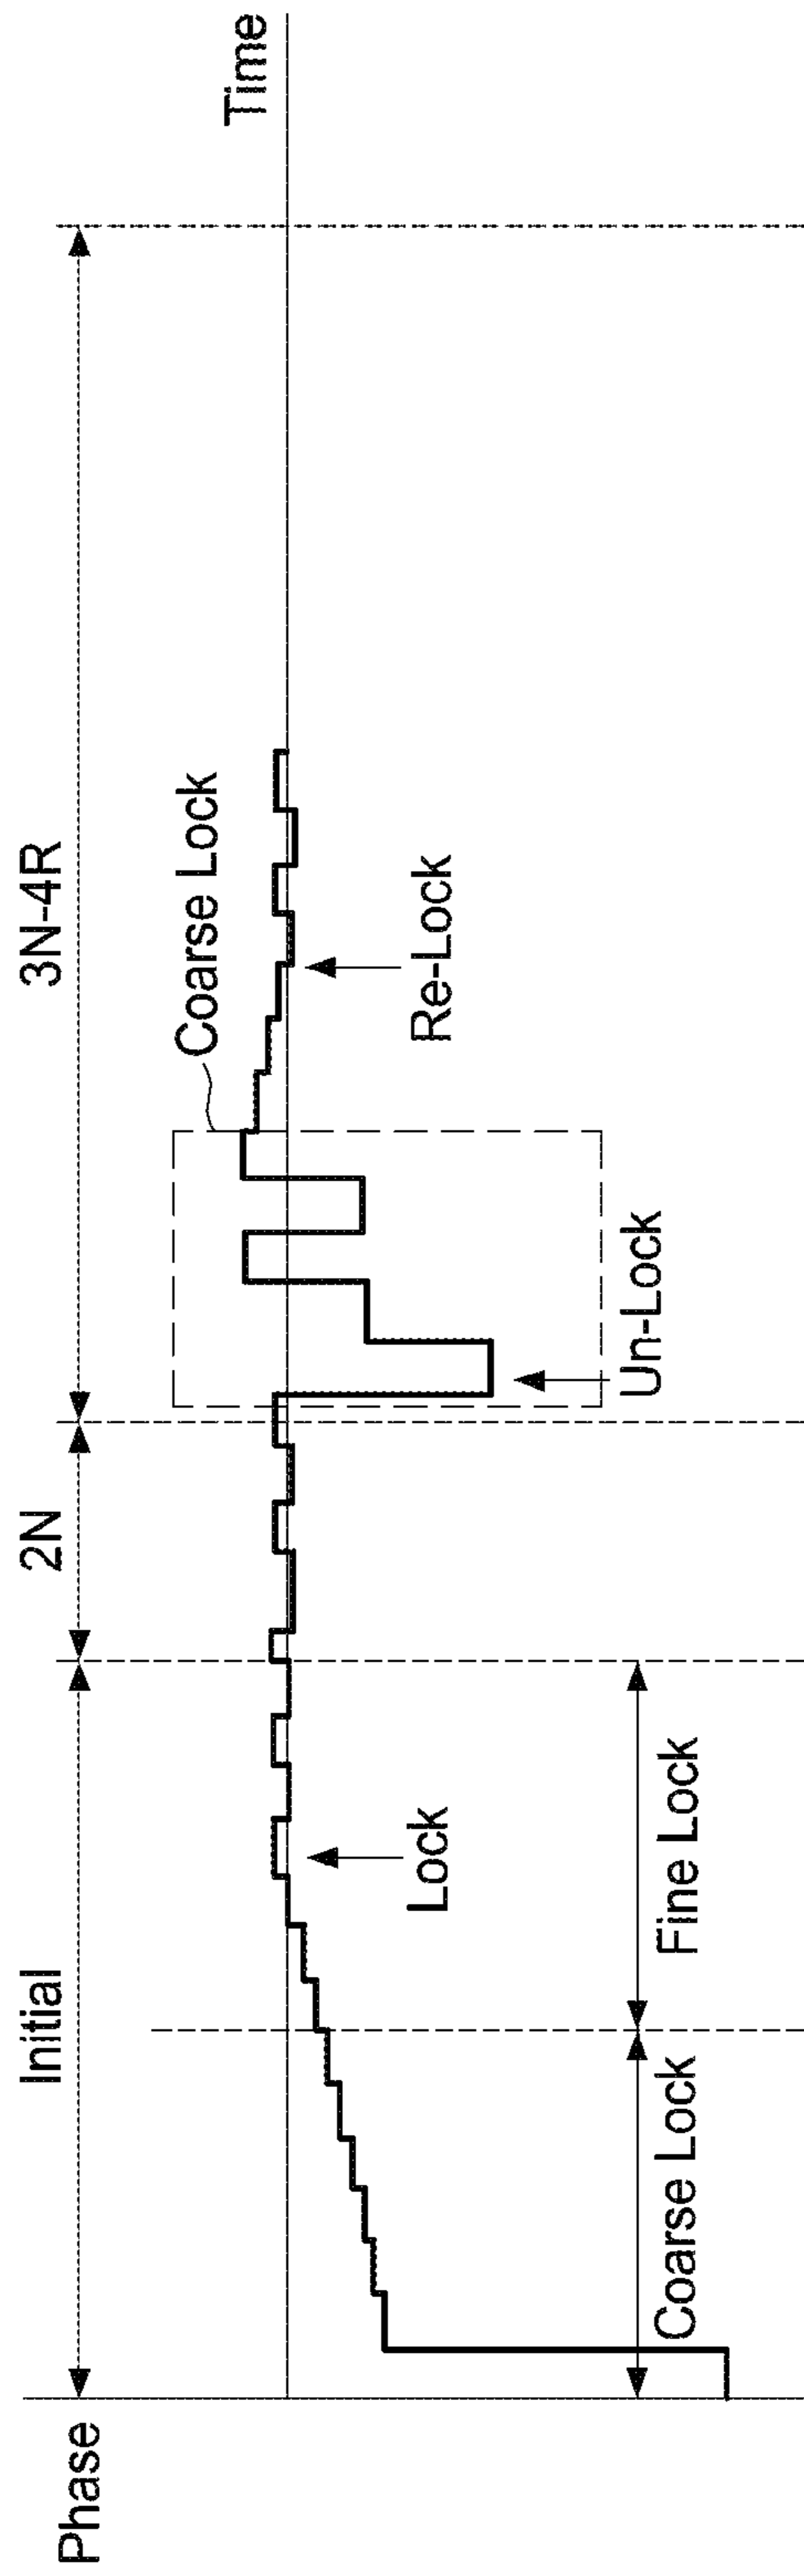 Phase
Initial
2N
3N-4R
Time
Coarse Lock
Lock
Re-Lock
Un-Lock
Coarse Lock
Fine Lock